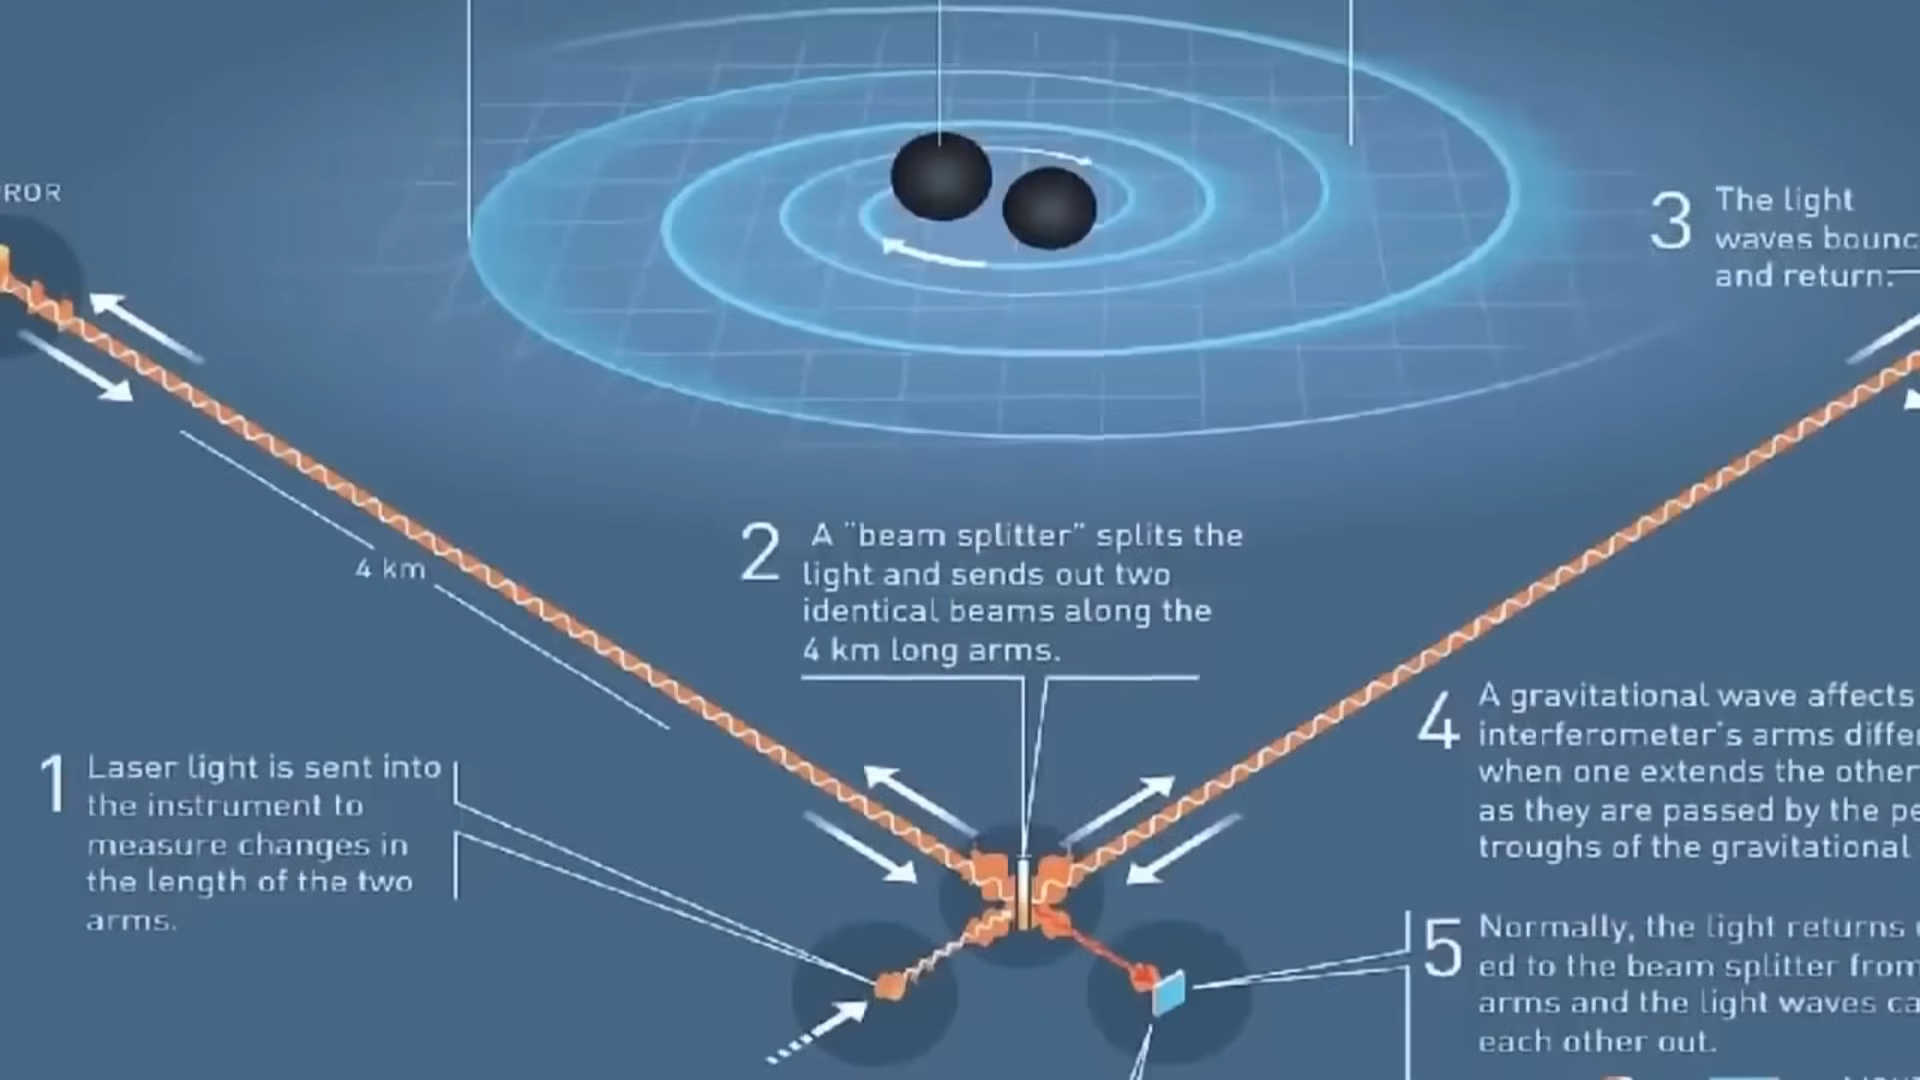 ROR
3
The light
waves bounc
and return.
4 km
2
A "beam splitter" splits the
light and sends out two
identical beams along the
4 km long arms.
1
Laser light is sent into
the instrument to
measure changes in
the length of the two
arms.
4
A gravitational wave affects
interferometer's arms differ
when one extends the other
as they are passed by the pe
troughs of the gravitational
5
Normally, the light returns
ed to the beam splitter from
arms and the light waves ca
each other out.